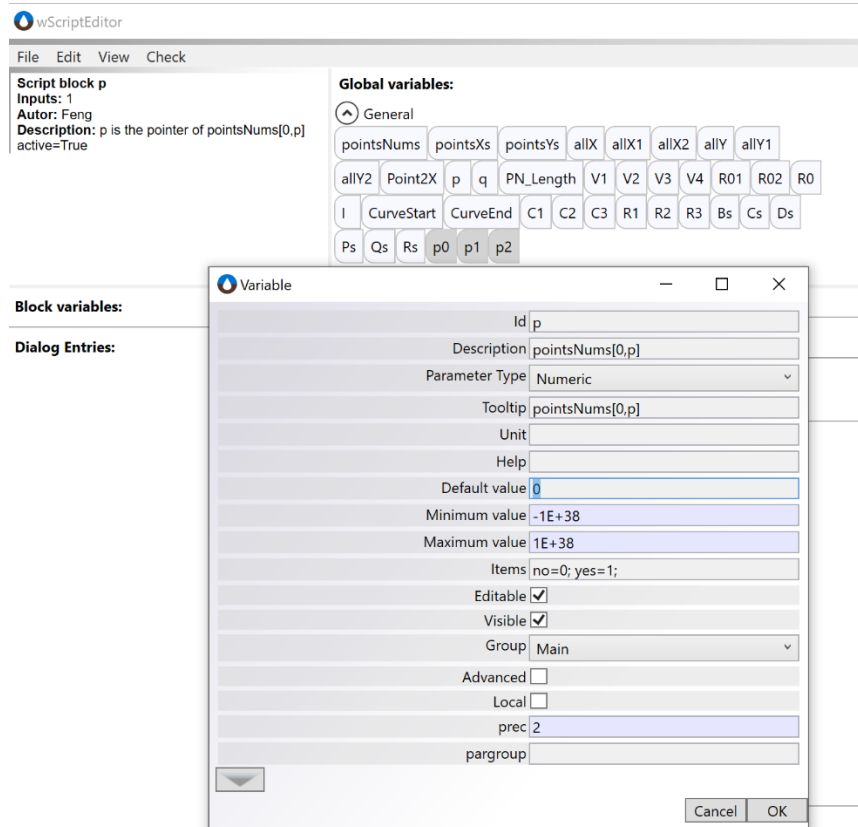 wScriptEditor
File Edit View Check
Script block p
Inputs: 1
Autor: Feng
Description: p is the pointer of pointsNums[0,p]
active=True
Global variables:
General
pointsNums pointsXs pointsYs allX allX1 allX2 allY allY1
allY2 Point2X p q PN_Length V1 V2 V3 V4 R01 R02 R0
I CurveStart CurveEnd C1 C2 C3 R1 R2 R3 Bs Cs Ds
Ps Qs Rs p0 p1 p2
Block variables:
Dialog Entries:
Variable
Id p
Description pointsNums[0,p]
Parameter Type Numeric
Tooltip pointsNums[0,p]
Unit
Help
Default value 0
Minimum value -1E+38
Maximum value 1E+38
Items no=0; yes=1;
Editable
Visible
Group Main
Advanced
Local
prec 2
pargroup
Cancel OK